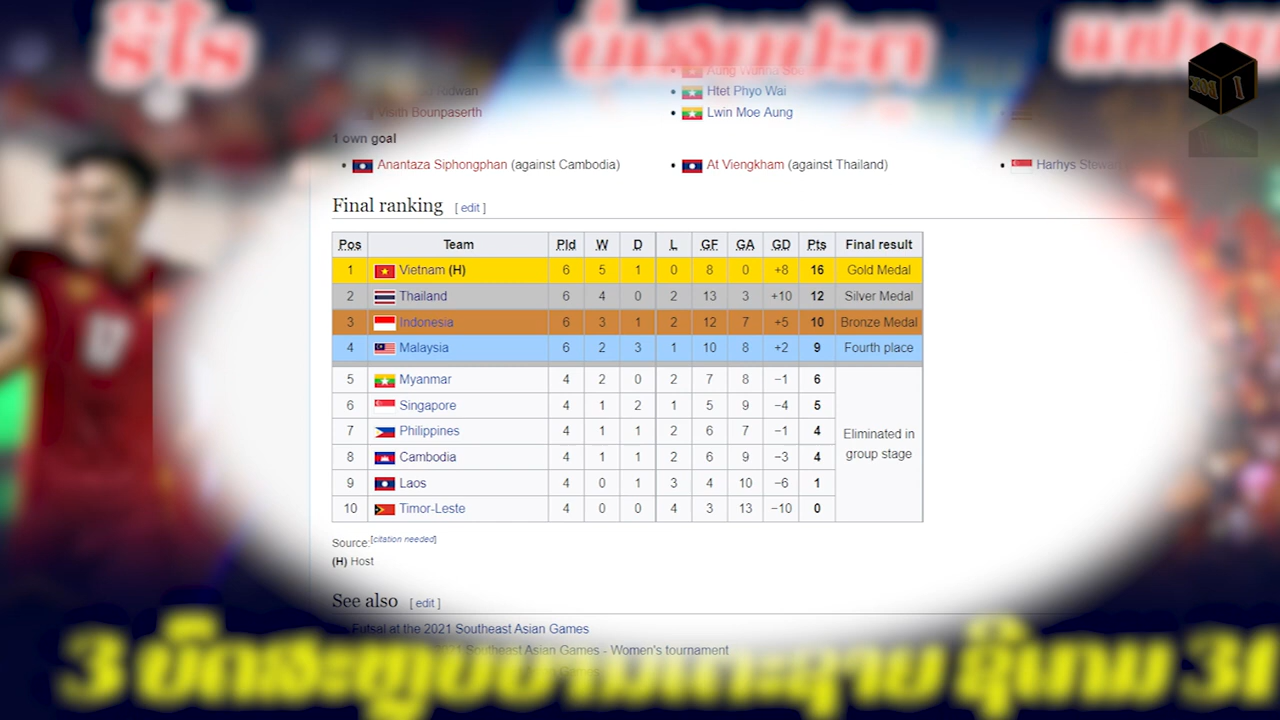 Aung Wunna Soe
Htet Phyo Wai
Visith Bounpaserth
Lwin Moe Aung
1 own goal
Anantaza Siphongphan (against Cambodia)
At Viengkham (against Thailand)
Harhys Stewart
Final ranking [ edit ]
Pos Team Pld W D L GF GA GD Pts Final result
1 Vietnam (H) 6 5 1 0 8 0 +8 16 Gold Medal
2 Thailand 6 4 0 2 13 3 +10 12 Silver Medal
3 Indonesia 6 3 1 2 12 7 +5 10 Bronze Medal
4 Malaysia 6 2 3 1 10 8 +2 9 Fourth place
5 Myanmar 4 2 0 2 7 8 −1 6
6 Singapore 4 1 2 1 5 9 −4 5
7 Philippines 4 1 1 2 6 7 −1 4
Eliminated in
group stage
8 Cambodia 4 1 1 2 6 9 −3 4
9 Laos 4 0 1 3 4 10 −6 1
10 Timor-Leste 4 0 0 4 3 13 −10 0
Source:[citation needed]
(H) Host
See also [ edit ]
Futsal at the 2021 Southeast Asian Games
Southeast Asian Games - Women's tournament